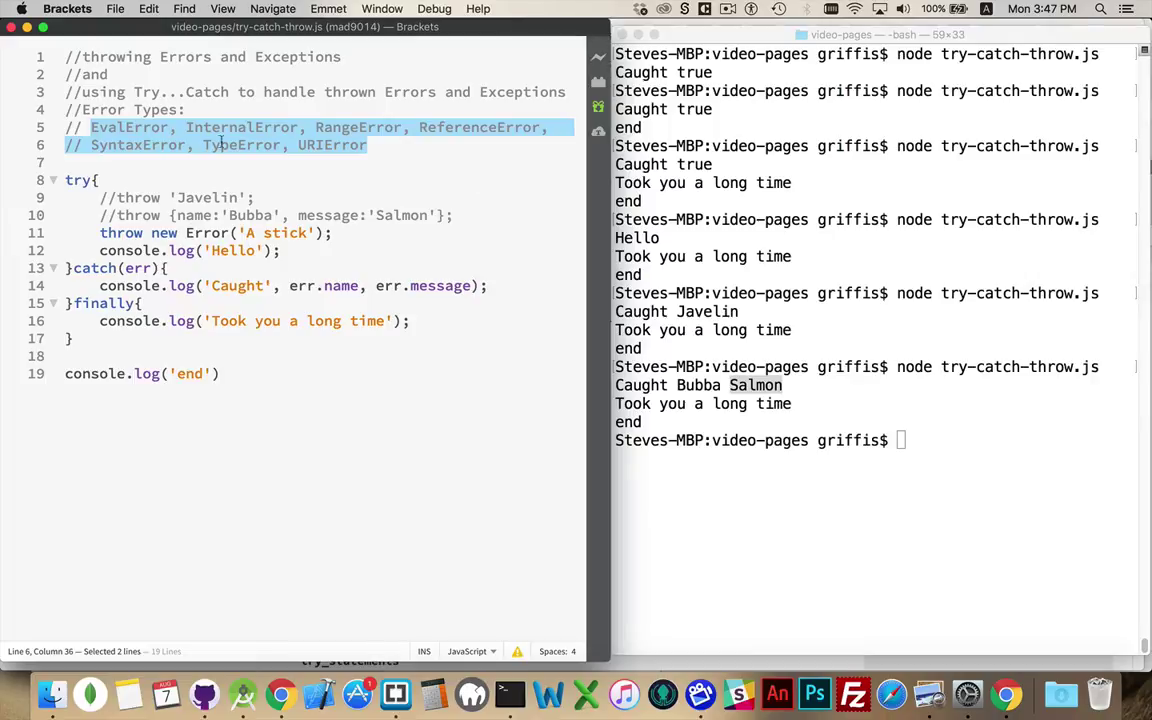 Brackets File Edit Find View Navigate Emmet Window Debug Help 100% A Mon 3:47 PM
video-pages/try-catch-throw.js (mad9014) — Brackets
1 //throwing Errors and Exceptions
2 //and
3 //using Try...Catch to handle thrown Errors and Exceptions
4 //Error Types:
5 // EvalError, InternalError, RangeError, ReferenceError,
6 // SyntaxError, TypeError, URIError
7
8 try{
9 //throw 'Javelin';
10 //throw {name:'Bubba', message:'Salmon'};
11 throw new Error('A stick');
12 console.log('Hello');
13 }catch(err){
14 console.log('Caught', err.name, err.message);
15 }finally{
16 console.log('Took you a long time');
17 }
18
19 console.log('end')
Line 6, Column 36 — Selected 2 lines — 19 Lines INS JavaScript Spaces: 4
try_statements
video-pages — -bash — 59×33
Steves-MBP:video-pages griffis$ node try-catch-throw.js
Caught true
Steves-MBP:video-pages griffis$ node try-catch-throw.js
Caught true
end
Steves-MBP:video-pages griffis$ node try-catch-throw.js
Caught true
Took you a long time
end
Steves-MBP:video-pages griffis$ node try-catch-throw.js
Hello
Took you a long time
end
Steves-MBP:video-pages griffis$ node try-catch-throw.js
Caught Javelin
Took you a long time
end
Steves-MBP:video-pages griffis$ node try-catch-throw.js
Caught Bubba Salmon
Took you a long time
end
Steves-MBP:video-pages griffis$
AUG
7
1
An
Ps
Fz